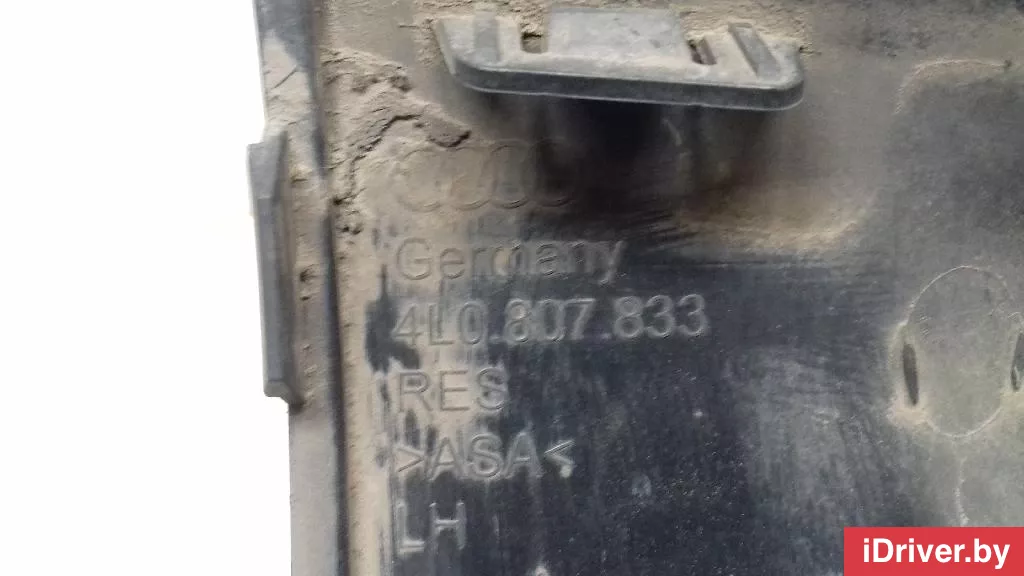 Germany
4L0.807.833
RES
>ASA<
LH
iDriver.by